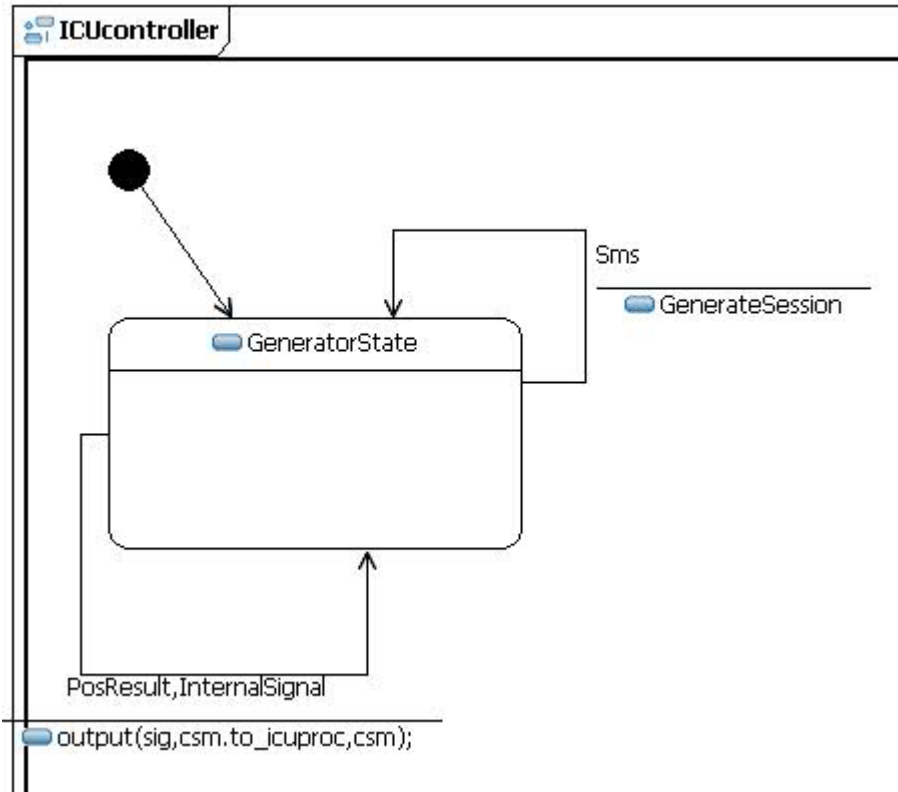 ICUcontroller
Sms
GenerateSession
GeneratorState
PosResult,InternalSignal
output(sig,csm.to_icuproc,csm);